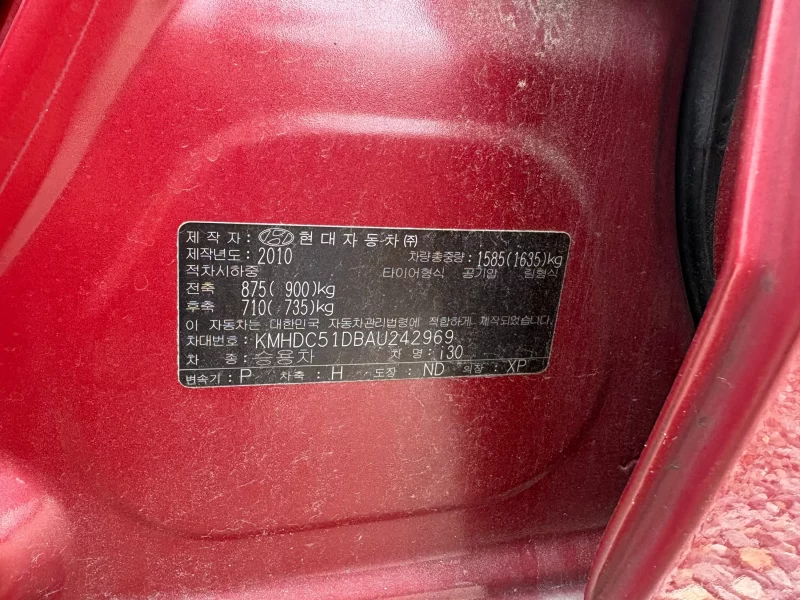 제 작 자 : 현대자동차㈜
제작년도 : 2010 차량총중량 : 1585(1635)kg
적차시하중 타이어형식 공기압 림형식
전축 875( 900)kg
후축 710( 735)kg
이 자동차는 대한민국 자동차관리법령에 적합하게 제작되었습니다.
차대번호 : KMHDC51DBAU242969
차 종 : 승용차 차 명 : i30
변속기 : P 차축 : H 도장 : ND 의장 : XP